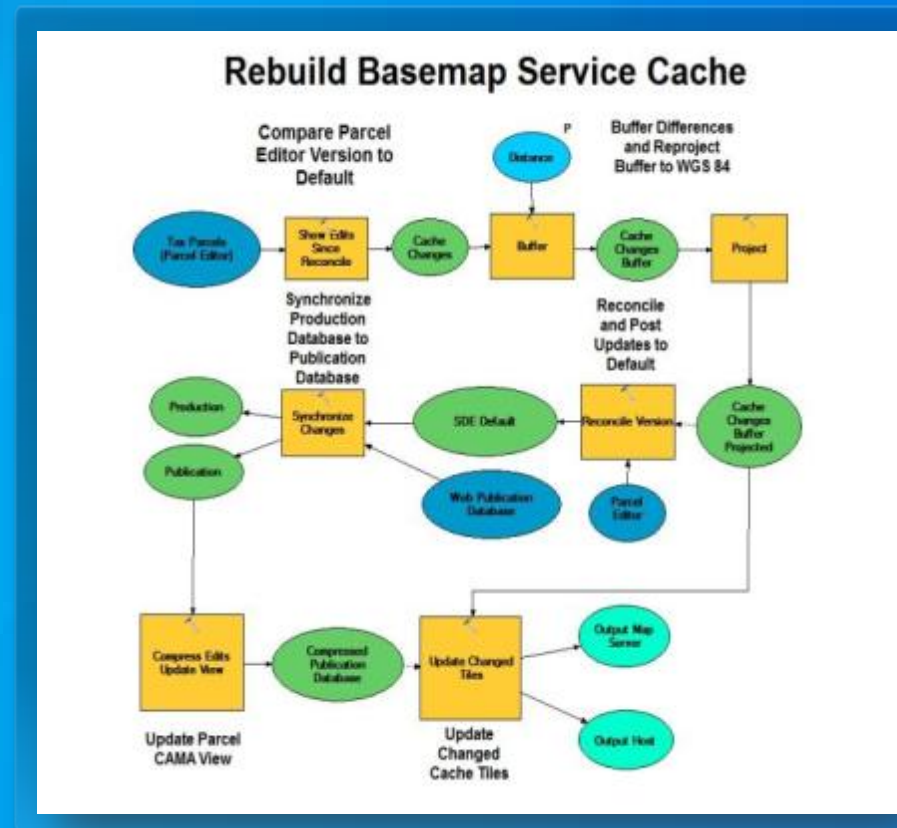 Rebuild Basemap Service Cache
Compare Parcel
Editor Version to
Default
P
Distance
Buffer Differences
and Reproject
Buffer to WGS 84
Tax Parcels
(Parcel Editor)
Show Edits
Since
Reconcile
Cache
Changes
Buffer
Cache
Changes
Buffer
Project
Synchronize
Production
Database to
Publication
Database
Reconcile
and Post
Updates to
Default
Production
Synchronize
Changes
SDE Default
Reconcile Version
Cache
Changes
Buffer
Projected
Publication
Web Publication
Database
Parcel
Editor
Compress Edits
Update View
Compressed
Publication
Database
Update Changed
Tiles
Output Map
Server
Output Host
Update Parcel
CAMA View
Update
Changed
Cache Tiles